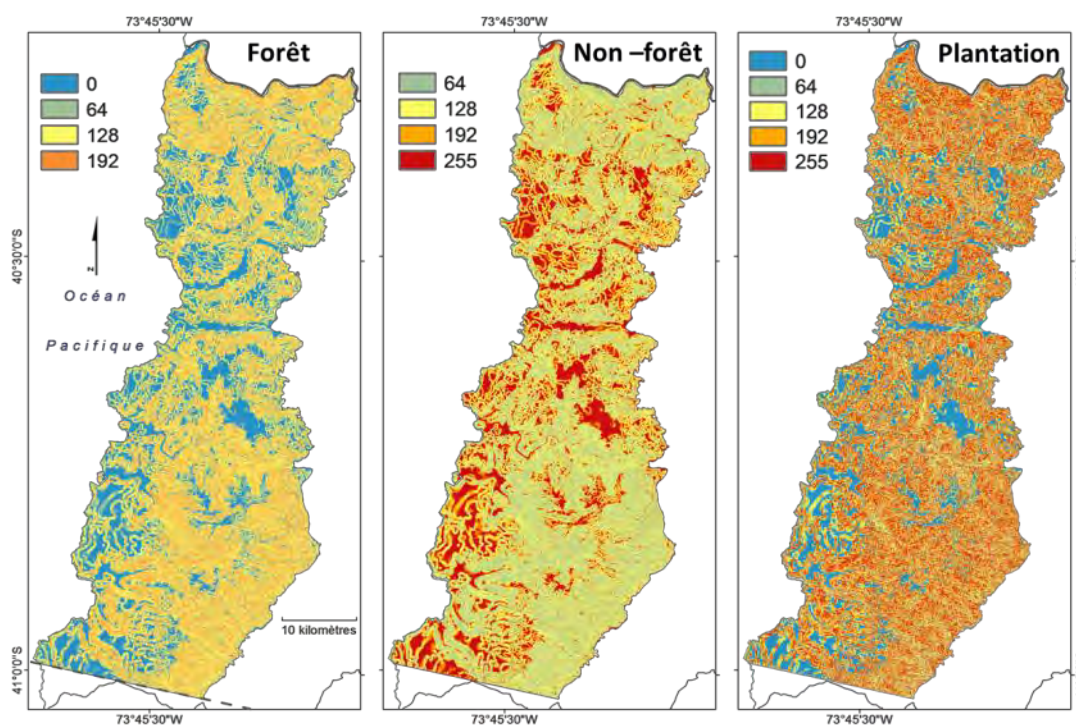 73°45'30"W
73°45'30"W
73°45'30"W
Forêt
0
64
128
192
Non –forêt
64
128
192
255
Plantation
0
64
128
192
255
40°30'0"S
z
Océan
Pacifique
10 kilomètres
41°0'0"S
73°45'30"W
73°45'30"W
73°45'30"W